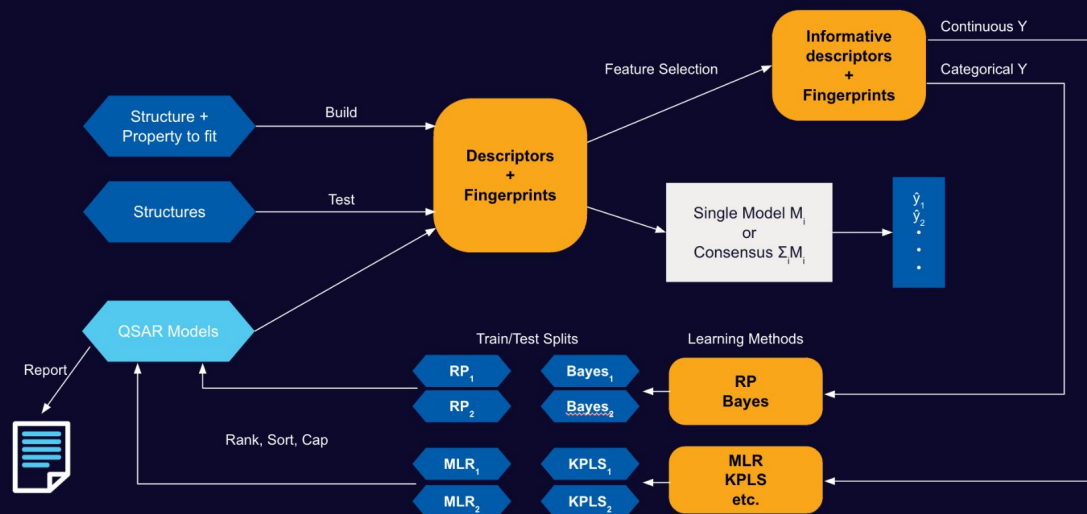 Continuous Y
Informative
descriptors
+
Fingerprints
Categorical Y
Feature Selection
Structure +
Property to fit
Build
Descriptors
+
Fingerprints
Structures
Test
Single Model Mᵢ
or
Consensus ΣᵢMᵢ
ŷ₁
ŷ₂
•
•
•
QSAR Models
Report
Train/Test Splits
Learning Methods
RP₁
Bayes₁
RP₂
Bayes₂
RP
Bayes
Rank, Sort, Cap
MLR₁
KPLS₁
MLR₂
KPLS₂
MLR
KPLS
etc.